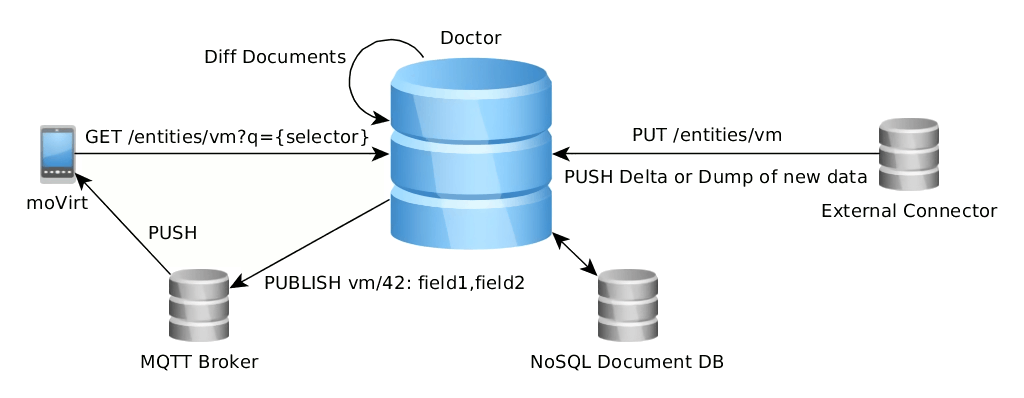 Doctor
Diff Documents
GET /entities/vm?q={selector}
PUT /entities/vm
PUSH Delta or Dump of new data
moVirt
External Connector
PUSH
PUBLISH vm/42: field1,field2
MQTT Broker
NoSQL Document DB